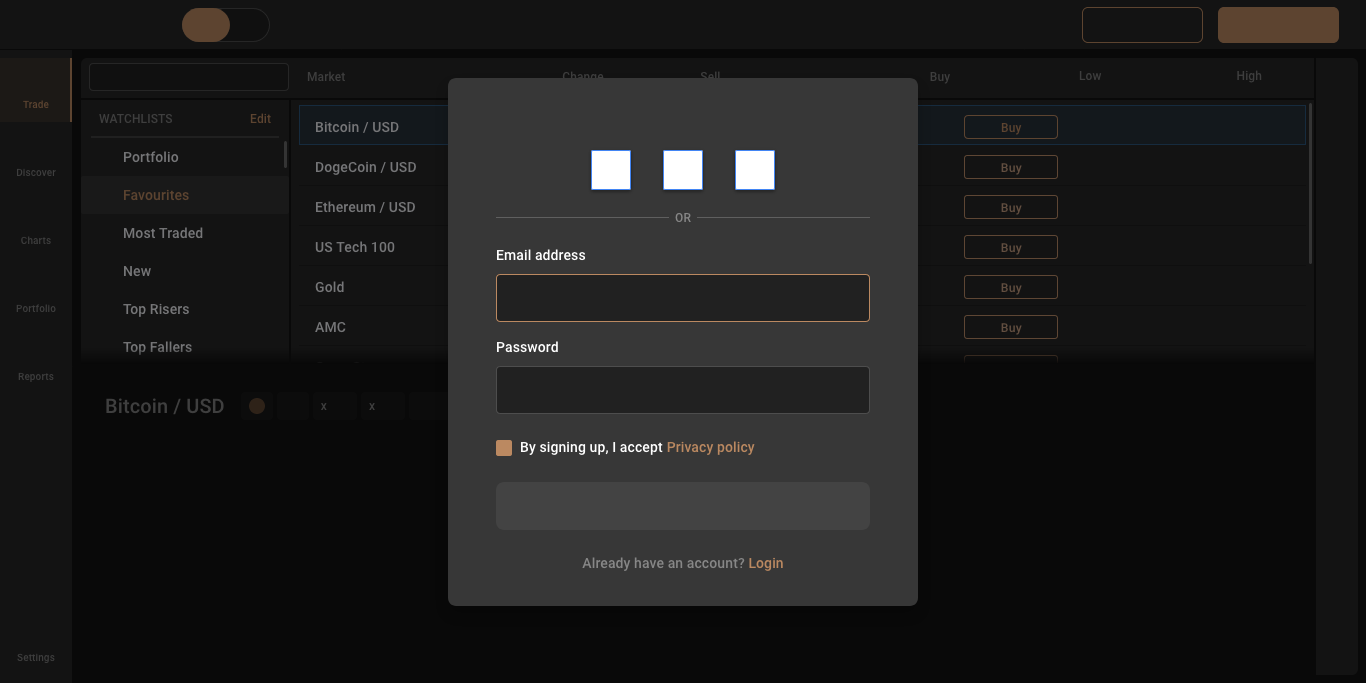 Market Change Sell Buy Low High
Trade
WATCHLISTS Edit
Bitcoin / USD Buy
Portfolio
DogeCoin / USD Buy
Discover
Favourites
Ethereum / USD Buy
OR
Most Traded
Charts
US Tech 100 Buy
Email address
New
Gold Buy
Portfolio
Top Risers
AMC Buy
Top Fallers
Password
Reports
Bitcoin / USD x x
By signing up, I accept Privacy policy
Already have an account? Login
Settings